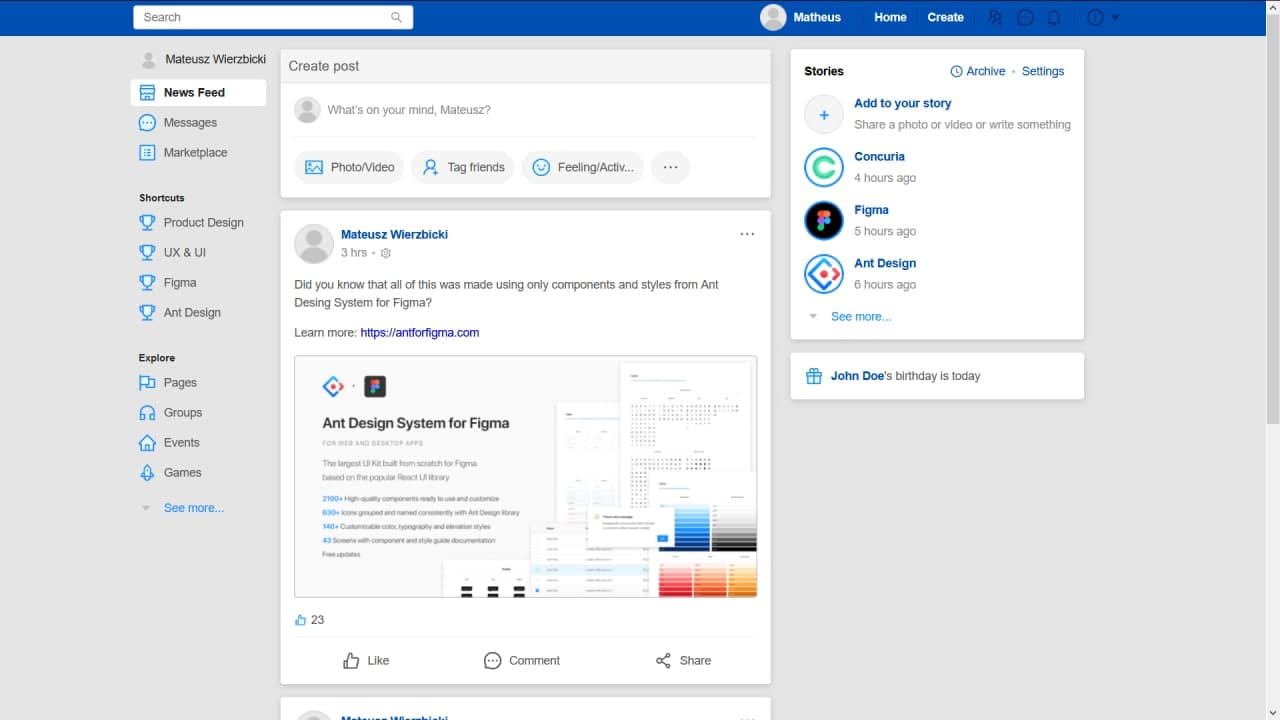 Search
Matheus
Home
Create
Mateusz Wierzbicki
News Feed
Messages
Marketplace
Shortcuts
Product Design
UX & UI
Figma
Ant Design
Explore
Pages
Groups
Events
Games
See more...
Create post
What's on your mind, Mateusz?
Photo/Video
Tag friends
Feeling/Activ...
Mateusz Wierzbicki
3 hrs
Did you know that all of this was made using only components and styles from Ant
Desing System for Figma?
Learn more: https://antforfigma.com
Ant Design System for Figma
FOR WEB AND DESKTOP APPS
The largest UI Kit built from scratch for Figma
based on the popular React UI library
2100+ High-quality components ready to use and customize
630+ Icons grouped and named consistently with Ant Design library
140+ Customizable color, typography and elevation styles
43 Screens with component and style guide documentation
Free updates
23
Like
Comment
Share
Mateusz Wierzbicki
Stories
Archive • Settings
Add to your story
Share a photo or video or write something
Concuria
4 hours ago
Figma
5 hours ago
Ant Design
6 hours ago
See more...
John Doe's birthday is today